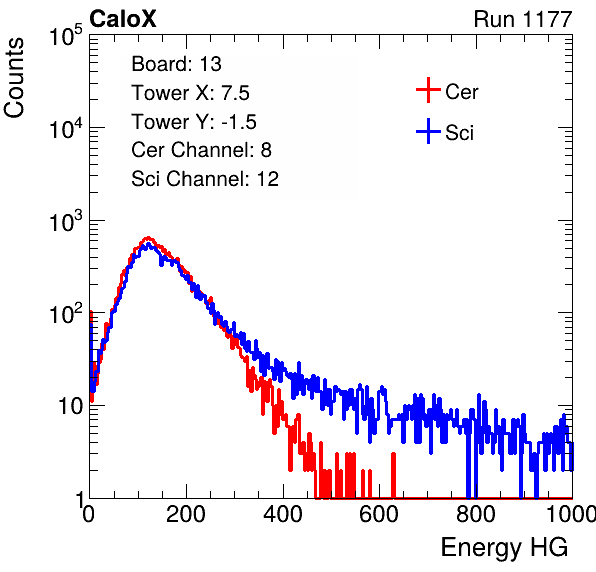 CaloX Run 1177
Counts
10^5
10^4
10^3
10^2
10
1
Board: 13
Tower X: 7.5
Tower Y: -1.5
Cer Channel: 8
Sci Channel: 12
Cer
Sci
0 200 400 600 800 1000
Energy HG